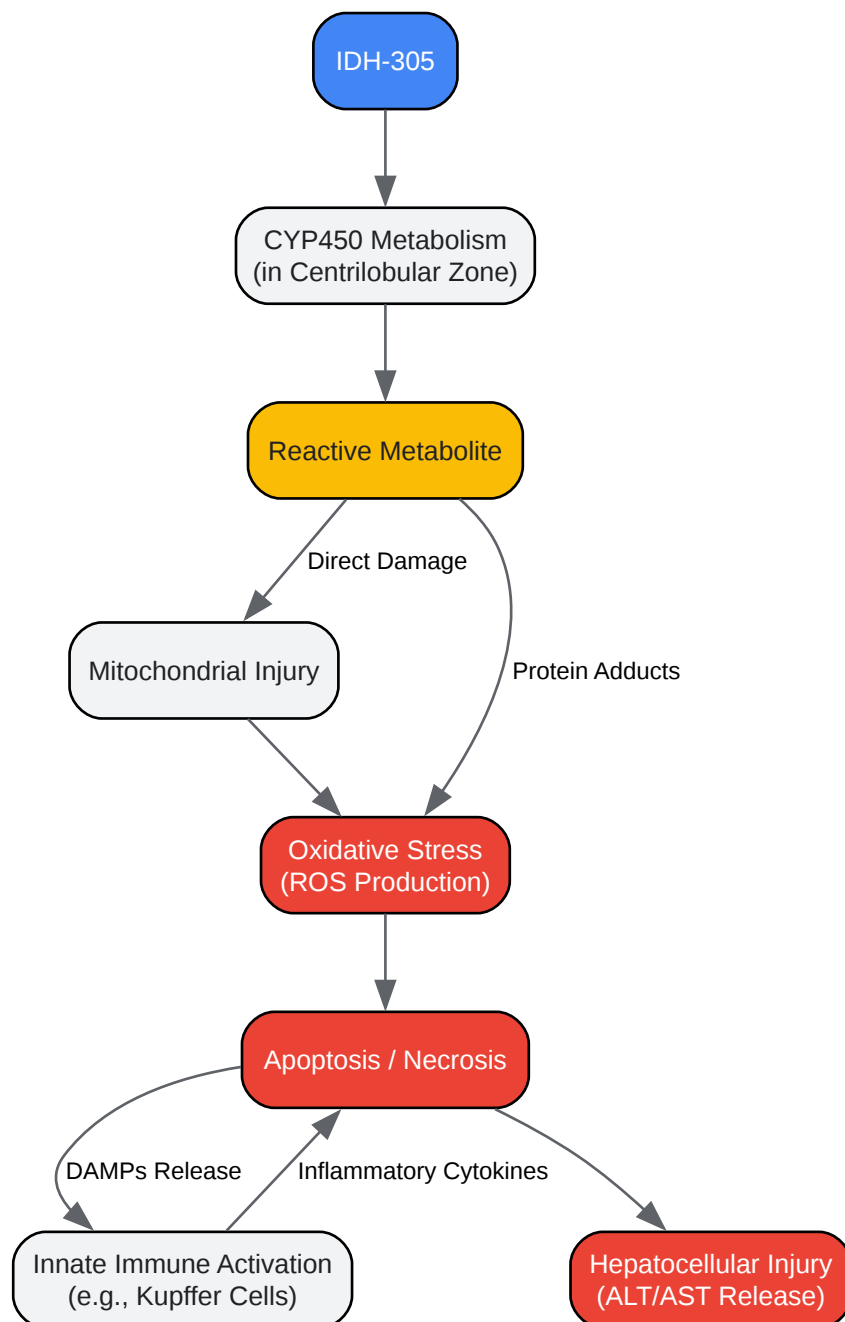 IDH-305
CYP450 Metabolism
(in Centrilobular Zone)
Reactive Metabolite
Direct Damage
Mitochondrial Injury
Protein Adducts
Oxidative Stress
(ROS Production)
Apoptosis / Necrosis
DAMPs Release
Inflammatory Cytokines
Innate Immune Activation
(e.g., Kupffer Cells)
Hepatocellular Injury
(ALT/AST Release)